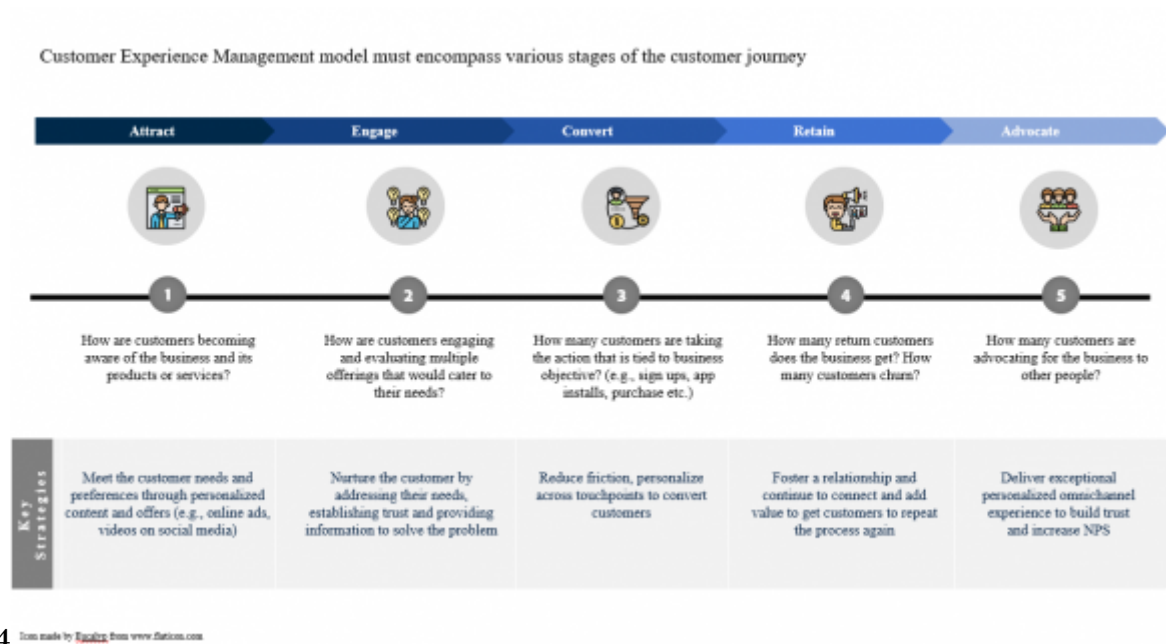 Customer Experience Management model must encompass various stages of the customer journey
Attract
Engage
Convert
Retain
Advocate
1
2
3
4
5
How are customers becoming
aware of the business and its
products or services?
How are customers engaging
and evaluating multiple
offerings that would cater to
their needs?
How many customers are taking
the action that is tied to business
objective? (e.g., sign ups, app
installs, purchase etc.)
How many return customers
does the business get? How
many customers churn?
How many customers are
advocating for the business to
other people?
Key
Strategies
Meet the customer needs and
preferences through personalized
content and offers (e.g., online ads,
videos on social media)
Nurture the customer by
addressing their needs,
establishing trust and providing
information to solve the problem
Reduce friction, personalize
across touchpoints to convert
customers
Foster a relationship and
continue to connect and add
value to get customers to repeat
the process again
Deliver exceptional
personalized omnichannel
experience to build trust
and increase NPS
4
Icon made by Eucalyp from www.flaticon.com